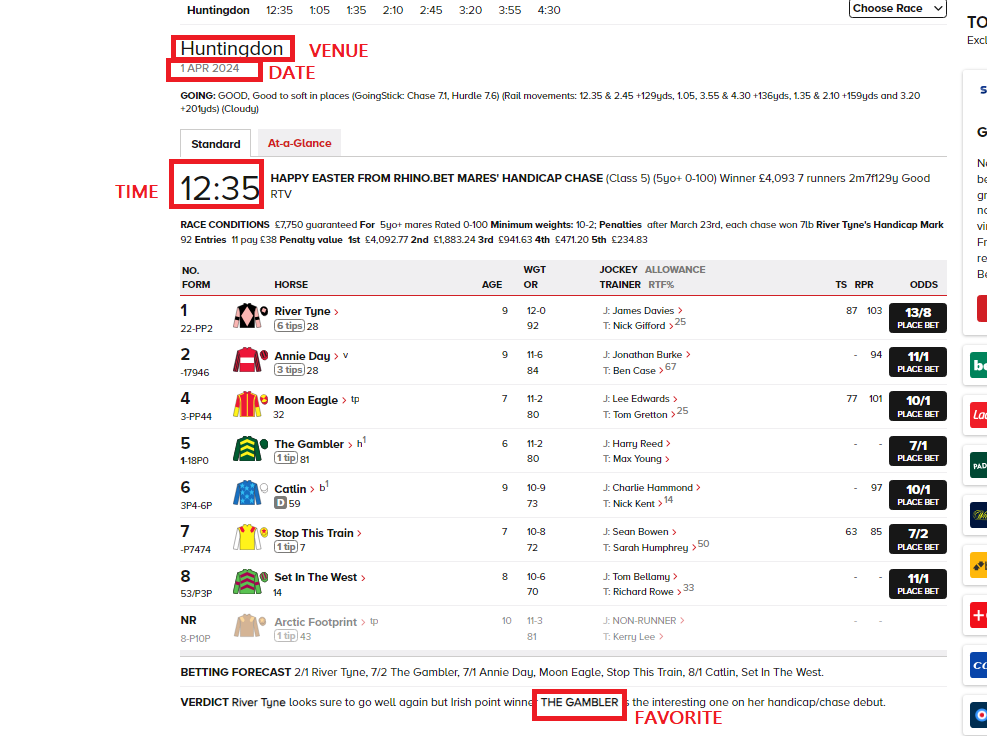 Huntingdon 12:35 1:05 1:35 2:10 2:45 3:20 3:55 4:30 Choose Race
Huntingdon VENUE
1 APR 2024 DATE
GOING: GOOD, Good to soft in places (GoingStick: Chase 7.1, Hurdle 7.6) (Rail movements: 12.35 & 2.45 +129yds, 1.05, 3.55 & 4.30 +136yds, 1.35 & 2.10 +159yds and 3.20
+201yds) (Cloudy)
Standard At-a-Glance
TIME 12:35 HAPPY EASTER FROM RHINO.BET MARES' HANDICAP CHASE (Class 5) (5yo+ 0-100) Winner £4,093 7 runners 2m7f129y Good
RTV
RACE CONDITIONS £7,750 guaranteed For 5yo+ mares Rated 0-100 Minimum weights: 10-2; Penalties after March 23rd, each chase won 7lb River Tyne's Handicap Mark
92 Entries 11 pay £38 Penalty value 1st £4,092.77 2nd £1,883.24 3rd £941.63 4th £471.20 5th £234.83
NO. WGT JOCKEY ALLOWANCE
FORM HORSE AGE OR TRAINER RTF% TS RPR ODDS
1 River Tyne > 9 12-0 J: James Davies > 87 103 13/8
22-PP2 6 tips 28 92 T: Nick Gifford > 25 PLACE BET
2 Annie Day > v 9 11-6 J: Jonathan Burke > - 94 11/1
-17946 3 tips 28 84 T: Ben Case > 67 PLACE BET
4 Moon Eagle > tp 7 11-2 J: Lee Edwards > 77 101 10/1
3-PP44 32 80 T: Tom Gretton > 25 PLACE BET
5 The Gambler > h1 6 11-2 J: Harry Reed > - - 7/1
1-18P0 1 tip 81 80 T: Max Young > PLACE BET
6 Catlin > b1 9 10-9 J: Charlie Hammond > - 97 10/1
3P4-6P D 59 73 T: Nick Kent > 14 PLACE BET
7 Stop This Train > 7 10-8 J: Sean Bowen > 63 85 7/2
-P7474 1 tip 7 72 T: Sarah Humphrey > 50 PLACE BET
8 Set In The West > 8 10-6 J: Tom Bellamy > - - 11/1
53/P3P 14 70 T: Richard Rowe > 33 PLACE BET
NR Arctic Footprint > tp 10 11-3 J: NON-RUNNER > - -
8-P10P 1 tip 43 81 T: Kerry Lee >
BETTING FORECAST 2/1 River Tyne, 7/2 The Gambler, 7/1 Annie Day, Moon Eagle, Stop This Train, 8/1 Catlin, Set In The West.
VERDICT River Tyne looks sure to go well again but Irish point winne THE GAMBLER s the interesting one on her handicap/chase debut.
FAVORITE
TO
Exc